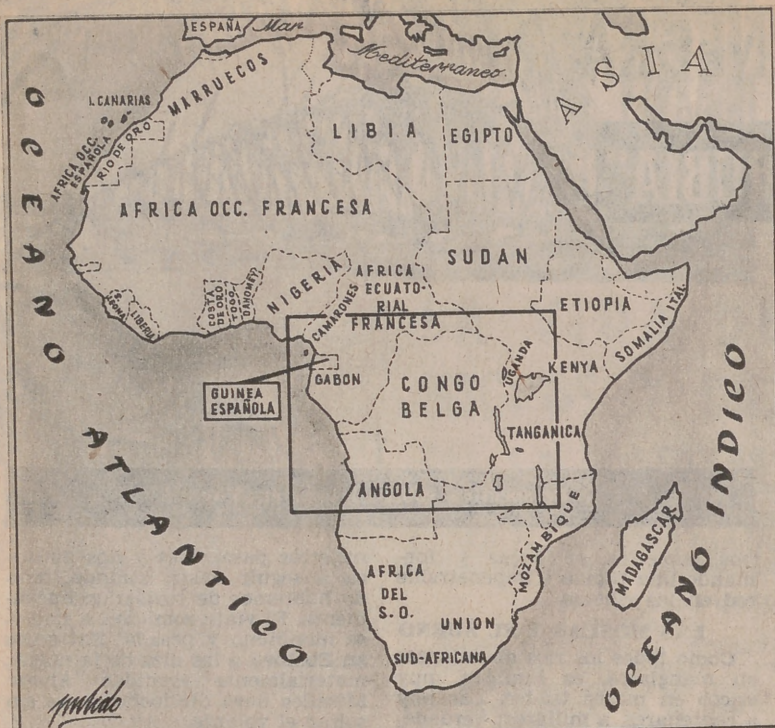 ESPAÑA
Mar
Mediterraneo
ASIA
MARRUECOS
I. CANARIAS
AFRICA OCC.
ESPAÑOLA
RIO DE ORO
LIBIA
EGIPTO
OCEANO
ATLANTICO
AFRICA OCC. FRANCESA
SUDAN
NIGERIA
AFRICA
ECUATO-
RIAL
FRANCESA
CAMARONES
ETIOPIA
SOMALIA ITAL.
LIBERIA
COSTA
DE ORO
TOGO
DAHOMEY
GUINEA
ESPAÑOLA
GABON
CONGO
BELGA
UGANDA
KENYA
TANGANICA
ANGOLA
MOZAMBIQUE
MADAGASCAR
OCEANO INDICO
AFRICA
DEL
S.O.
UNION
SUD-AFRICANA
pulido